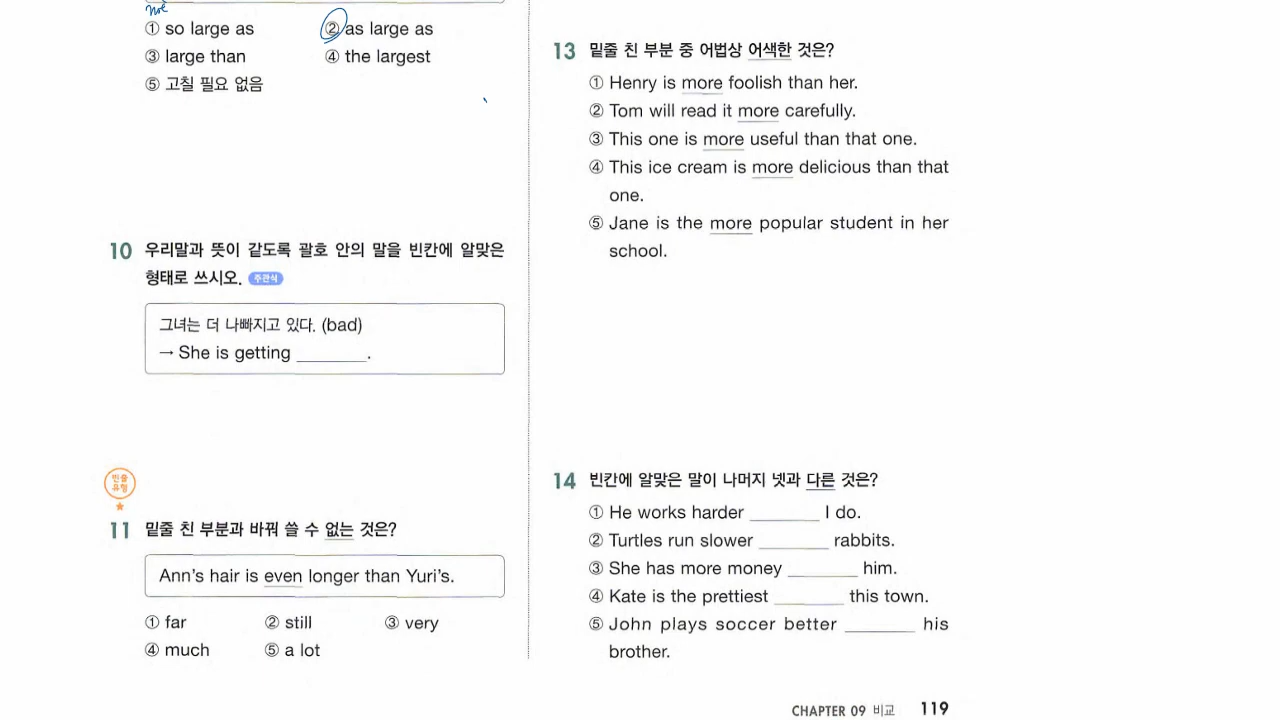 not
① so large as ② as large as
③ large than ④ the largest
⑤ 고칠 필요 없음
10 우리말과 뜻이 같도록 괄호 안의 말을 빈칸에 알맞은
형태로 쓰시오. 주관식
그녀는 더 나빠지고 있다. (bad)
→ She is getting ________.
빈출
유형
11 밑줄 친 부분과 바꿔 쓸 수 없는 것은?
Ann's hair is even longer than Yuri's.
① far ② still ③ very
④ much ⑤ a lot
13 밑줄 친 부분 중 어법상 어색한 것은?
① Henry is more foolish than her.
② Tom will read it more carefully.
③ This one is more useful than that one.
④ This ice cream is more delicious than that
one.
⑤ Jane is the more popular student in her
school.
14 빈칸에 알맞은 말이 나머지 넷과 다른 것은?
① He works harder ________ I do.
② Turtles run slower ________ rabbits.
③ She has more money ________ him.
④ Kate is the prettiest ________ this town.
⑤ John plays soccer better ________ his
brother.
CHAPTER 09 비교 119